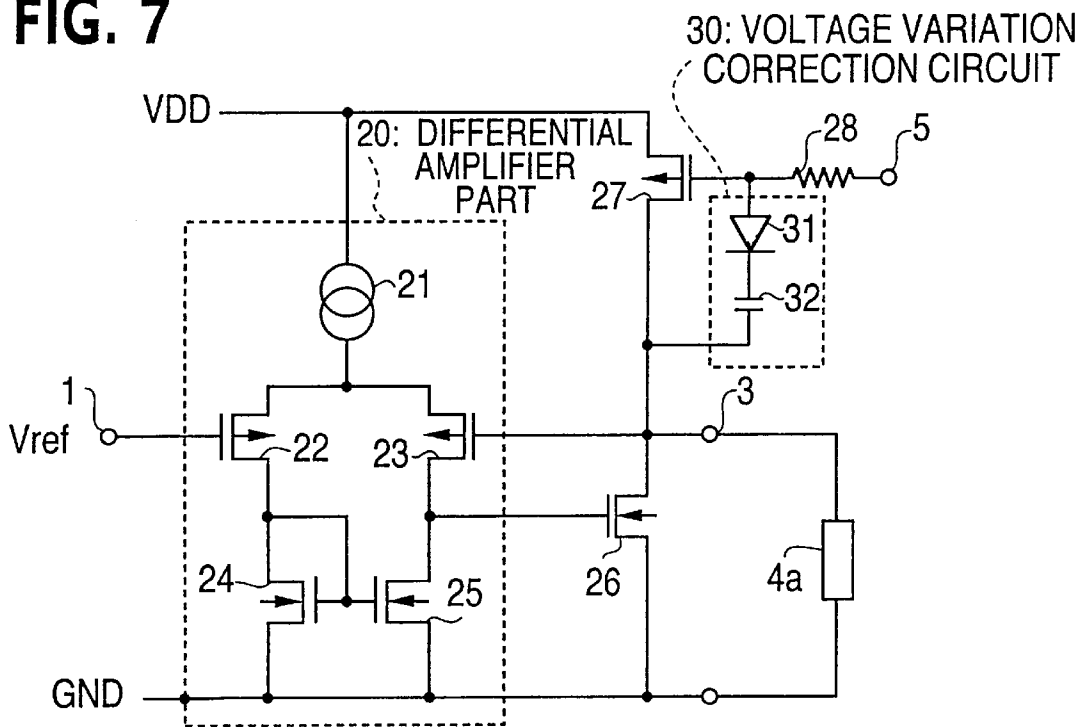 FIG. 7
30: VOLTAGE VARIATION
CORRECTION CIRCUIT
VDD
20: DIFFERENTIAL
AMPLIFIER
PART
28
5
27
31
32
21
1
3
Vref
22
23
24
25
26
4a
GND